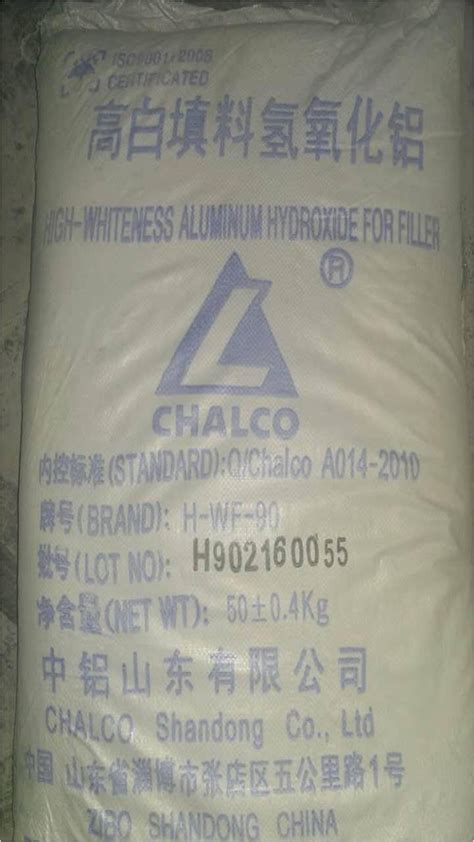 ISO9001:2008
CERTIFICATED
高白填料氢氧化铝
HIGH-WHITENESS ALUMINUM HYDROXIDE FOR FILLER
®
CHALCO
内控标准(STANDARD):Q/Chalco A014-2010
牌号(BRAND): H-WF-90
批号(LOT NO): H902160055
净含量(NET WT): 50±0.4Kg
中铝山东有限公司
CHALCO Shandong Co., Ltd
中国 山东省淄博市张店区五公里路1号
ZIBO SHANDONG CHINA